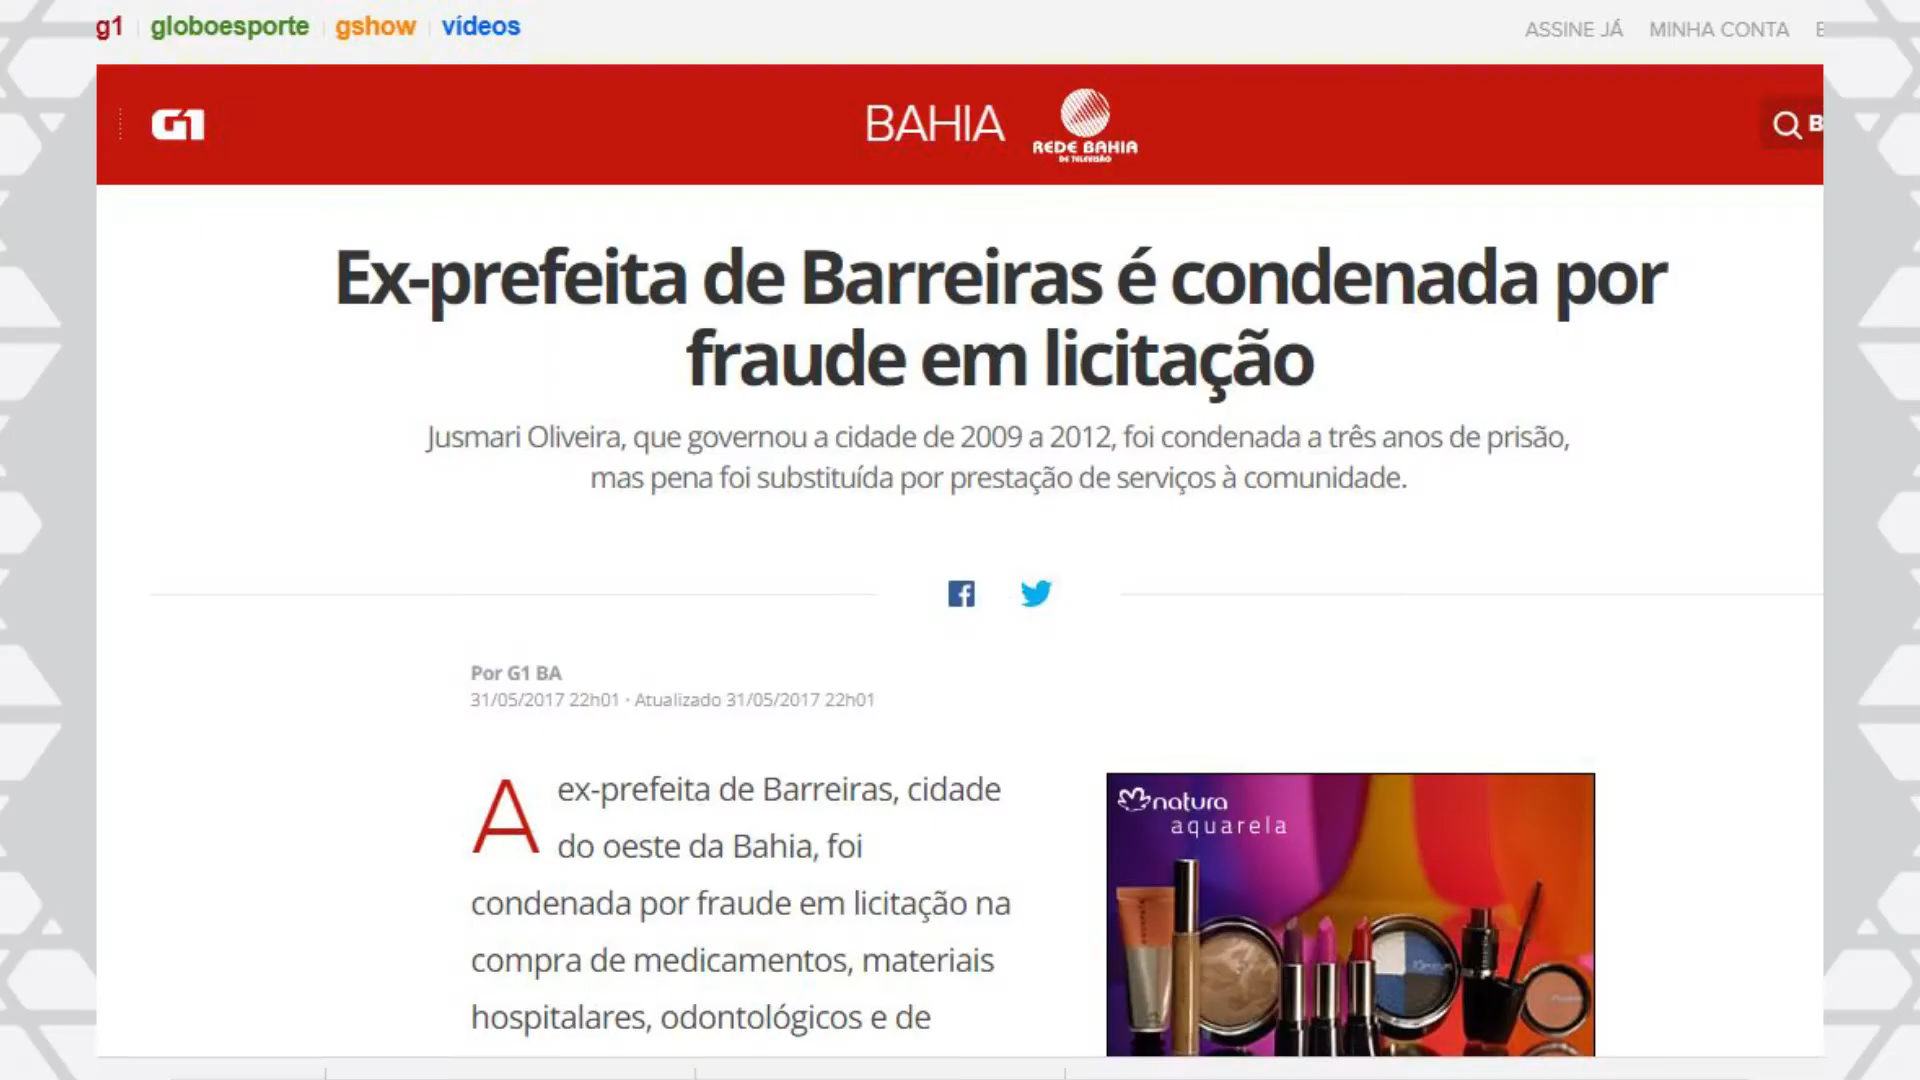 g1 globoesporte gshow vídeos
ASSINE JÁ MINHA CONTA
G1 BAHIA REDE BAHIA
DE TELEVISÃO
Ex-prefeita de Barreiras é condenada por
fraude em licitação
Jusmari Oliveira, que governou a cidade de 2009 a 2012, foi condenada a três anos de prisão,
mas pena foi substituída por prestação de serviços à comunidade.
Por G1 BA
31/05/2017 22h01 · Atualizado 31/05/2017 22h01
A ex-prefeita de Barreiras, cidade
do oeste da Bahia, foi
condenada por fraude em licitação na
compra de medicamentos, materiais
hospitalares, odontológicos e de
natura
aquarela